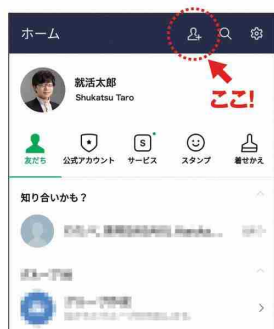 ホーム
ここ!
就活太郎
Shukatsu Taro
友だち
公式アカウント
サービス
スタンプ
着せかえ
知り合いかも？